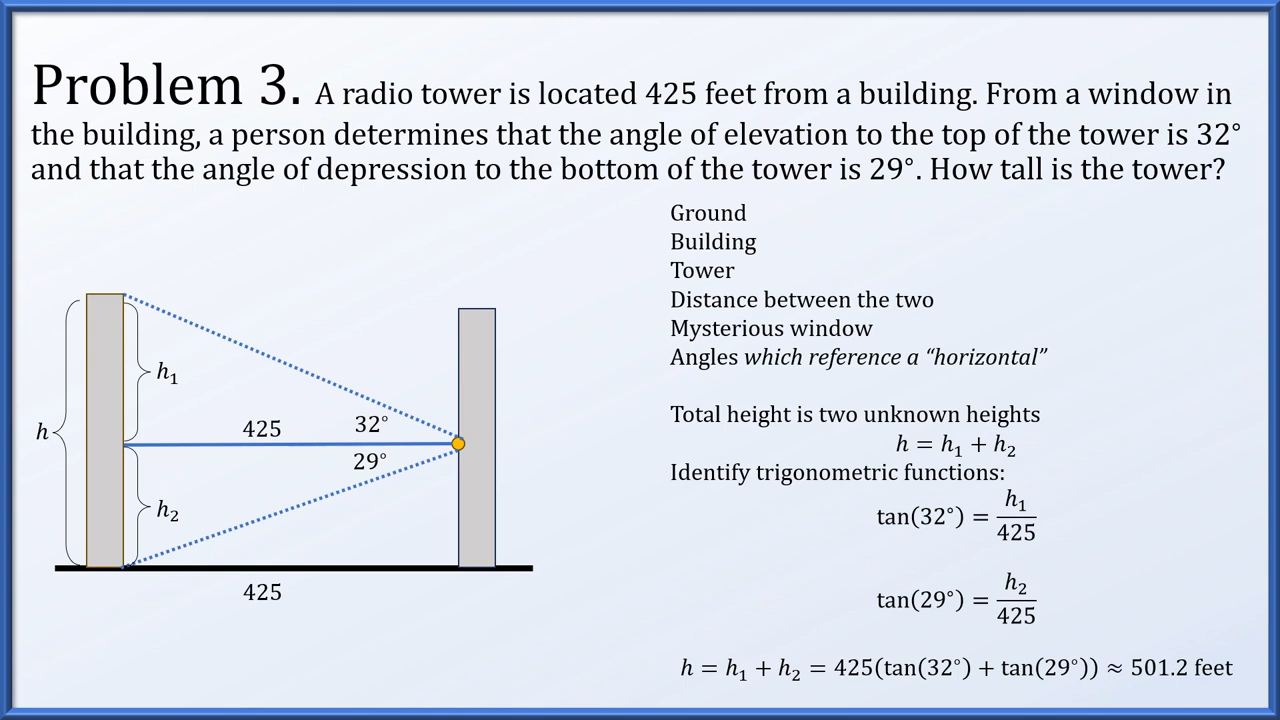 Problem 3. A radio tower is located 425 feet from a building. From a window in
the building, a person determines that the angle of elevation to the top of the tower is 32°
and that the angle of depression to the bottom of the tower is 29°. How tall is the tower?
Ground
Building
Tower
Distance between the two
Mysterious window
Angles which reference a “horizontal”
Total height is two unknown heights
h = h₁ + h₂
Identify trigonometric functions:
tan(32°) = h₁/425
tan(29°) = h₂/425
h = h₁ + h₂ = 425(tan(32°) + tan(29°)) ≈ 501.2 feet
h
h₁
h₂
425
32°
29°
425